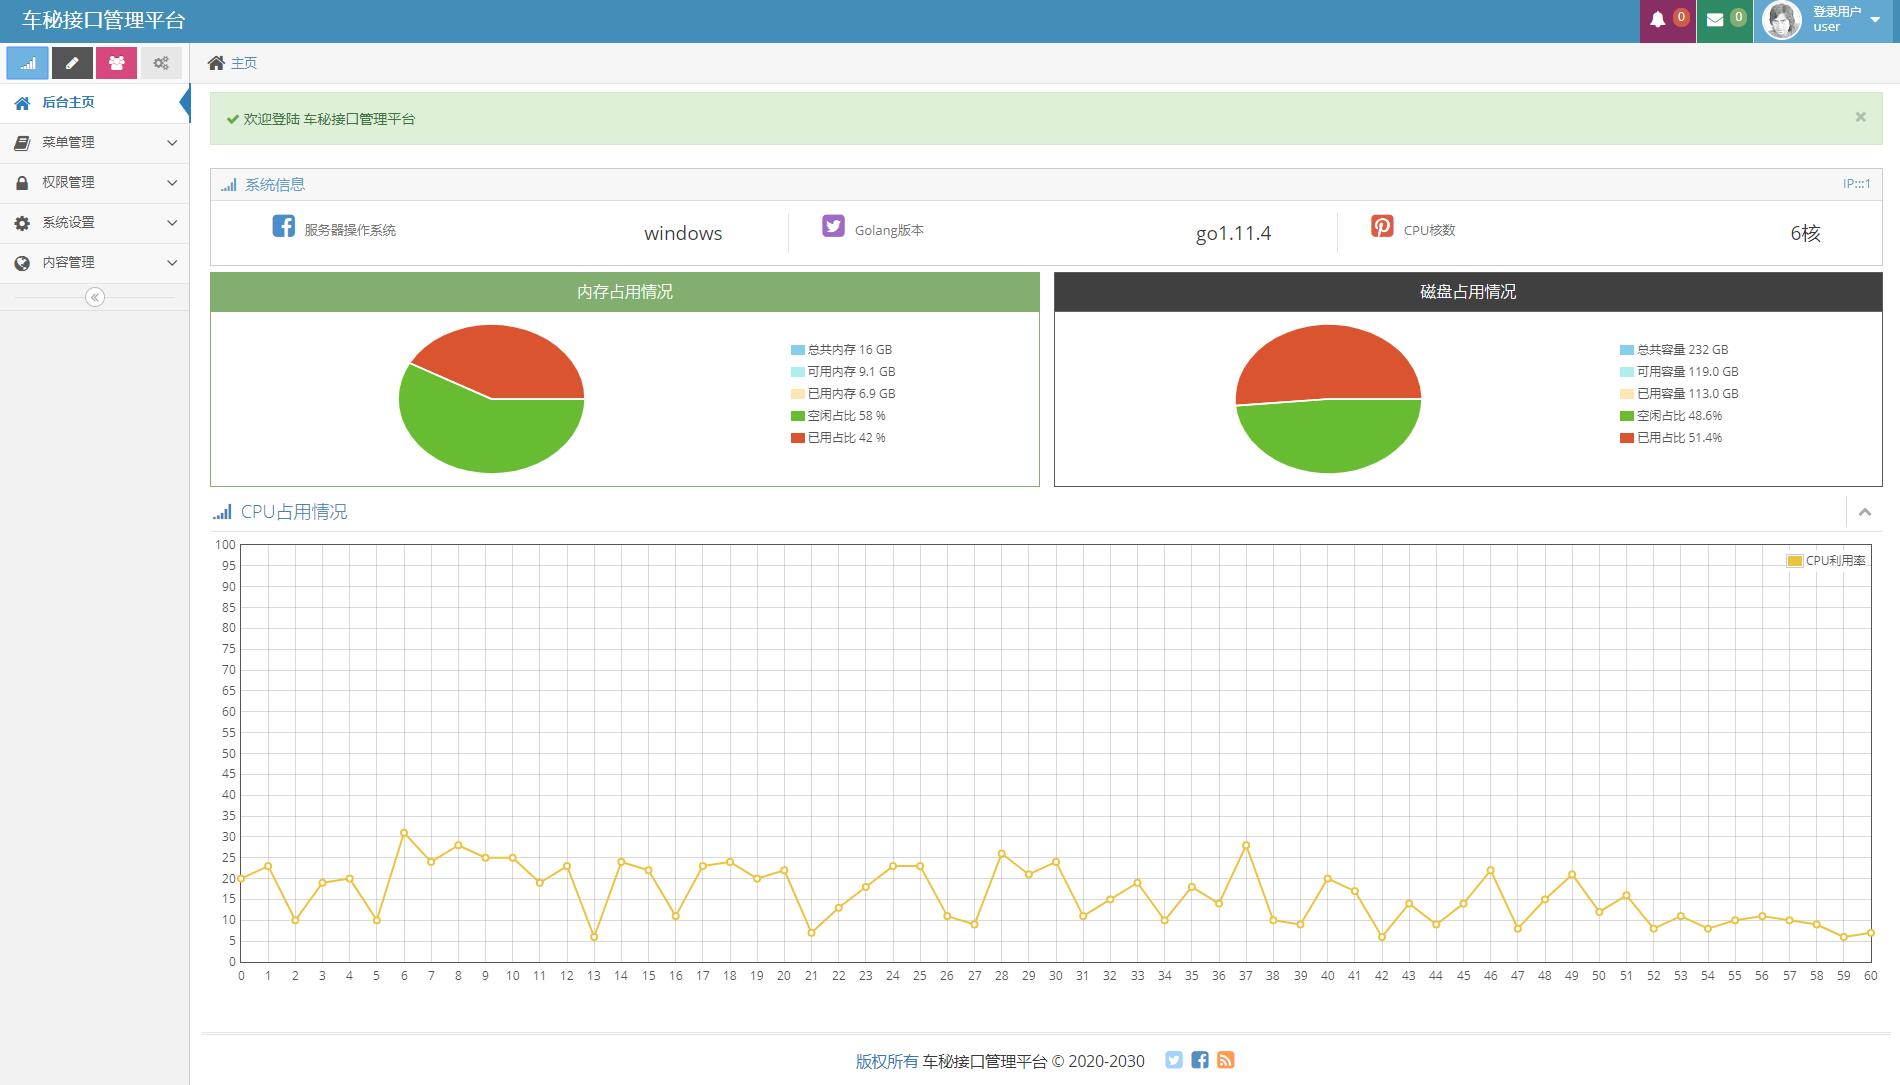 车秘接口管理平台
0
0
登录用户
user
主页
后台主页
菜单管理
权限管理
系统设置
内容管理
欢迎登陆 车秘接口管理平台
×
系统信息
IP:::1
服务器操作系统
windows
Golang版本
go1.11.4
CPU核数
6核
内存占用情况
总共内存 16 GB
可用内存 9.1 GB
已用内存 6.9 GB
空闲占比 58 %
已用占比 42 %
磁盘占用情况
总共容量 232 GB
可用容量 119.0 GB
已用容量 113.0 GB
空闲占比 48.6%
已用占比 51.4%
CPU占用情况
CPU利用率
100
95
90
85
80
75
70
65
60
55
50
45
40
35
30
25
20
15
10
5
0
0 1 2 3 4 5 6 7 8 9 10 11 12 13 14 15 16 17 18 19 20 21 22 23 24 25 26 27 28 29 30 31 32 33 34 35 36 37 38 39 40 41 42 43 44 45 46 47 48 49 50 51 52 53 54 55 56 57 58 59 60
版权所有 车秘接口管理平台 © 2020-2030